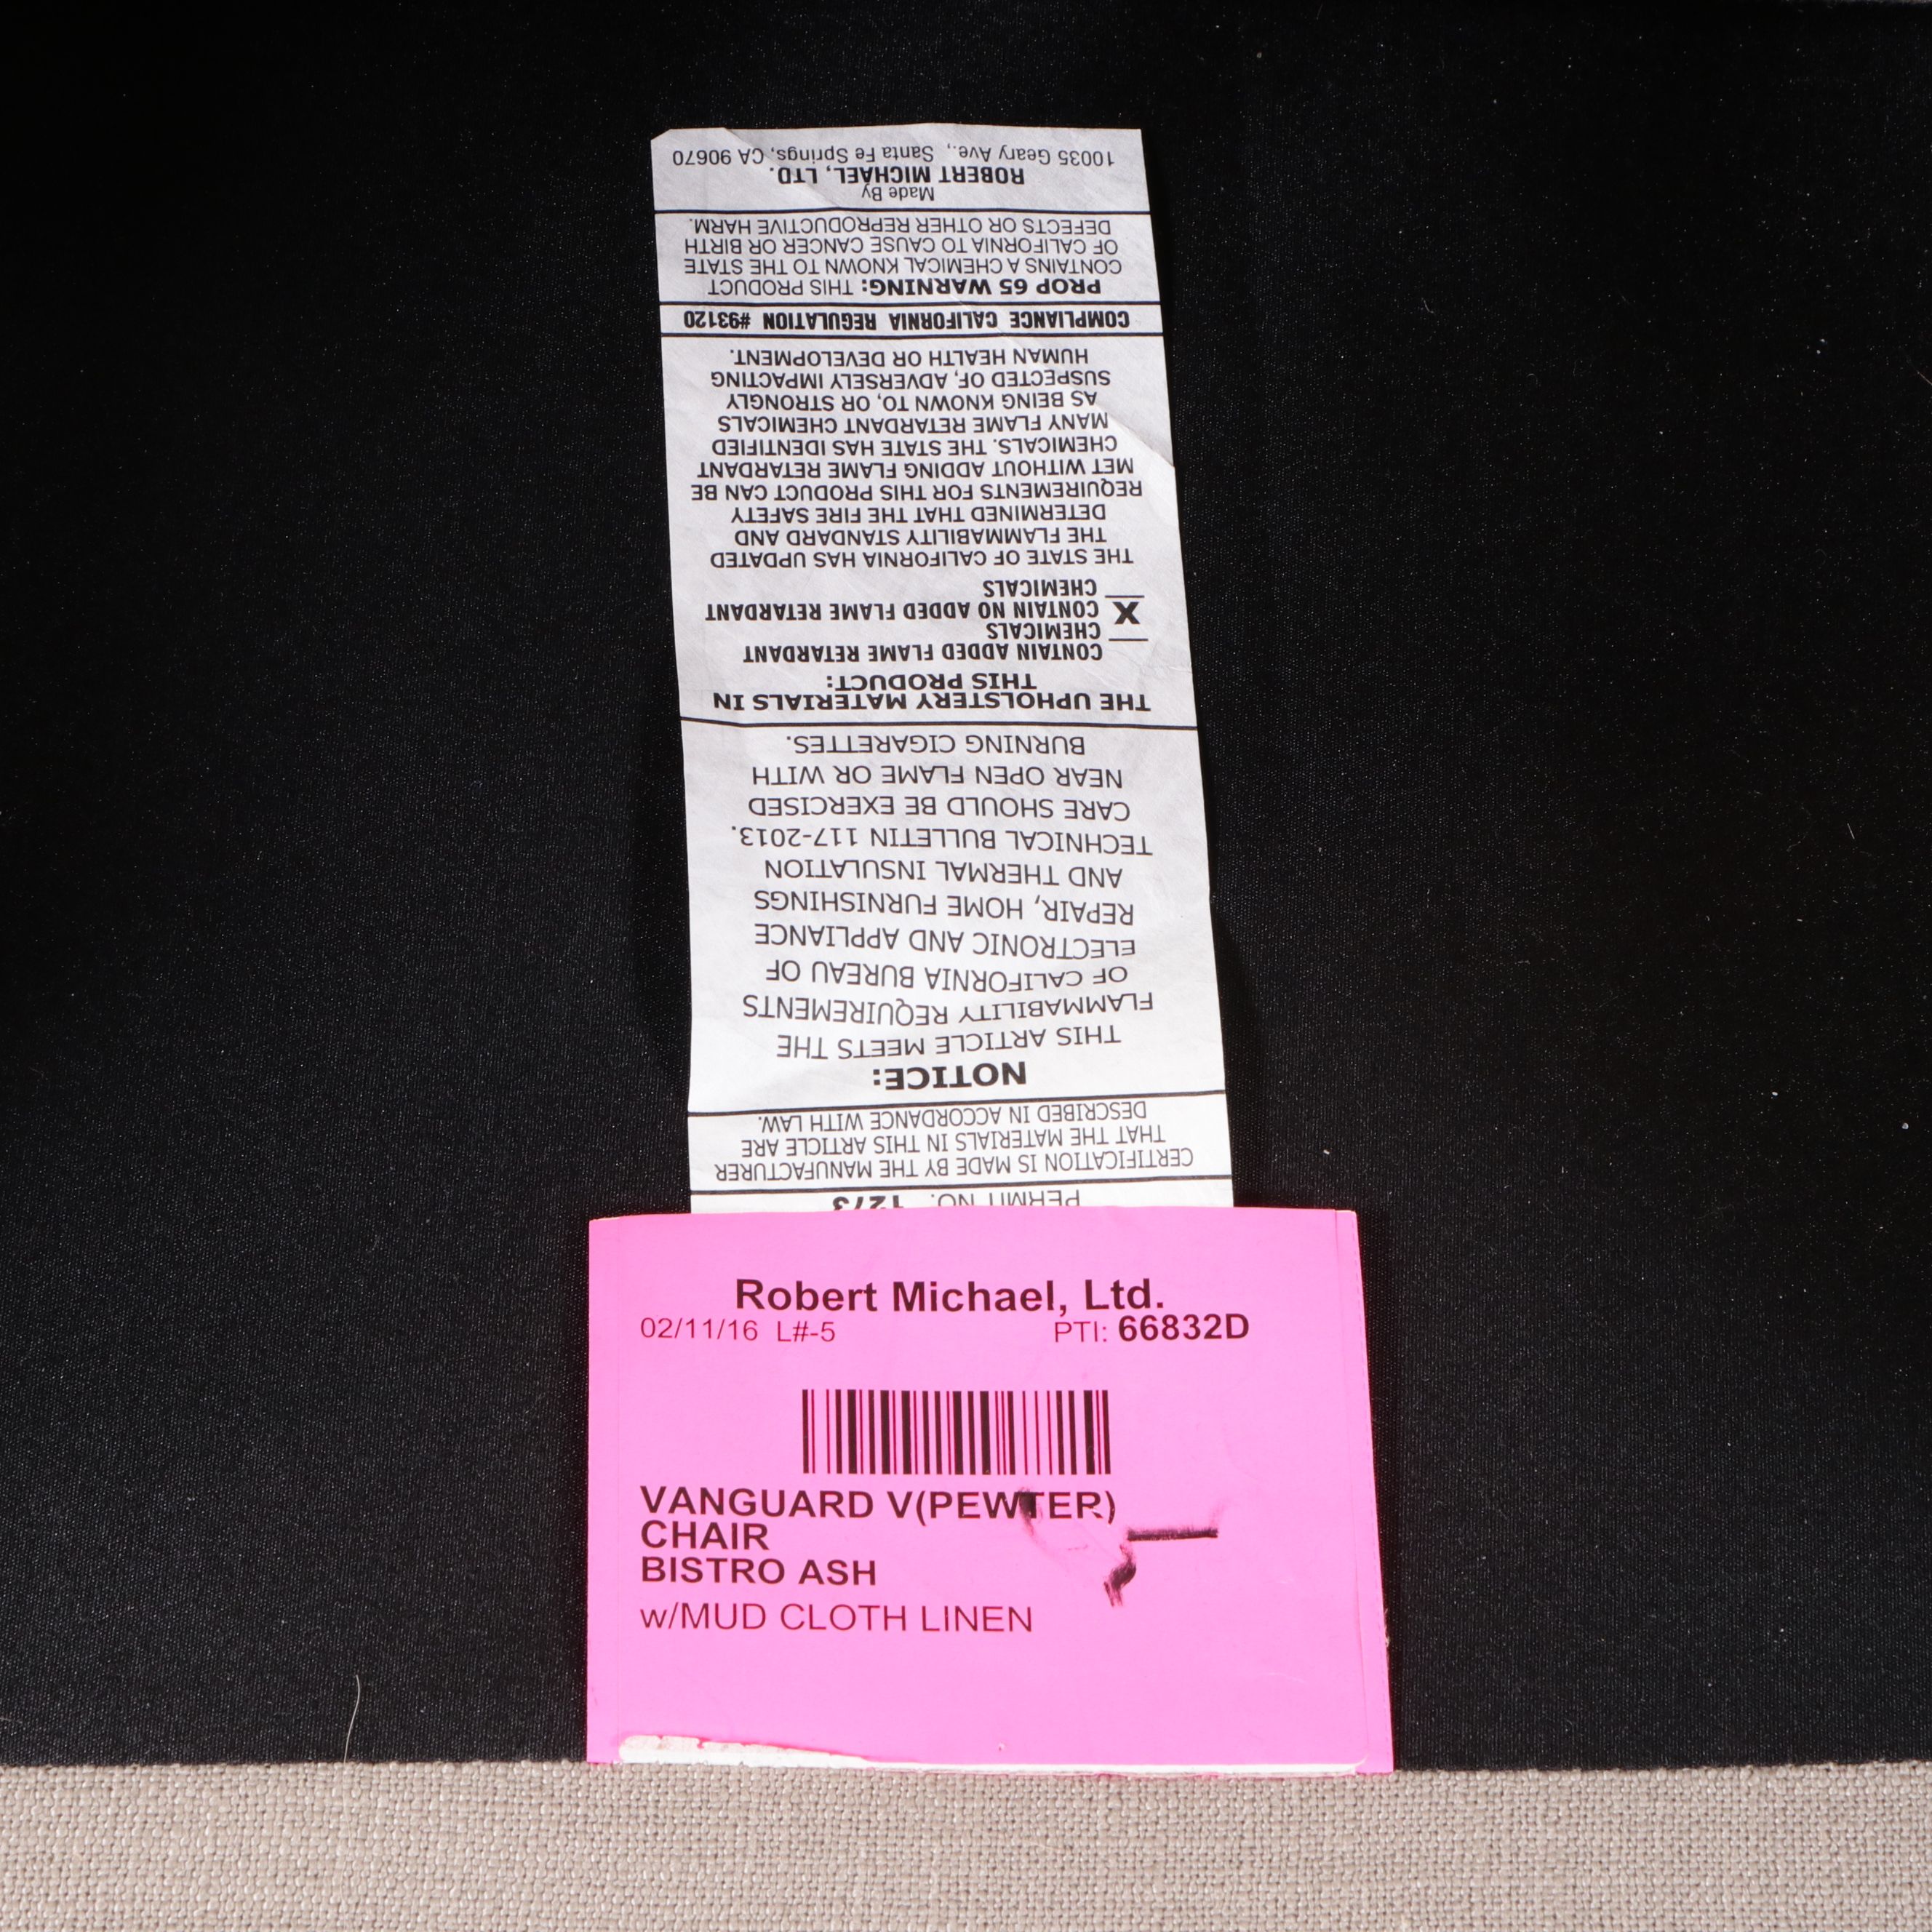 PERMIT NO. 1273
CERTIFICATION IS MADE BY THE MANUFACTURER
THAT THE MATERIALS IN THIS ARTICLE ARE
DESCRIBED IN ACCORDANCE WITH LAW.
NOTICE:
THIS ARTICLE MEETS THE
FLAMMABILITY REQUIREMENTS
OF CALIFORNIA BUREAU OF
ELECTRONIC AND APPLIANCE
REPAIR, HOME FURNISHINGS
AND THERMAL INSULATION
TECHNICAL BULLETIN 117-2013.
CARE SHOULD BE EXERCISED
NEAR OPEN FLAME OR WITH
BURNING CIGARETTES.
THE UPHOLSTERY MATERIALS IN
THIS PRODUCT:
CONTAIN ADDED FLAME RETARDANT
CHEMICALS
X CONTAIN NO ADDED FLAME RETARDANT
CHEMICALS
THE STATE OF CALIFORNIA HAS UPDATED
THE FLAMMABILITY STANDARD AND
DETERMINED THAT THE FIRE SAFETY
REQUIREMENTS FOR THIS PRODUCT CAN BE
MET WITHOUT ADDING FLAME RETARDANT
CHEMICALS. THE STATE HAS IDENTIFIED
MANY FLAME RETARDANT CHEMICALS
AS BEING KNOWN TO, OR STRONGLY
SUSPECTED OF, ADVERSELY IMPACTING
HUMAN HEALTH OR DEVELOPMENT.
COMPLIANCE CALIFORNIA REGULATION #93120
PROP 65 WARNING: THIS PRODUCT
CONTAINS A CHEMICAL KNOWN TO THE STATE
OF CALIFORNIA TO CAUSE CANCER OR BIRTH
DEFECTS OR OTHER REPRODUCTIVE HARM.
Made By
ROBERT MICHAEL, LTD.
10035 Geary Ave., Santa Fe Springs, CA 90670
Robert Michael, Ltd.
02/11/16 L#-5 PTI: 66832D
VANGUARD V(PEWTER)
CHAIR
BISTRO ASH
w/MUD CLOTH LINEN